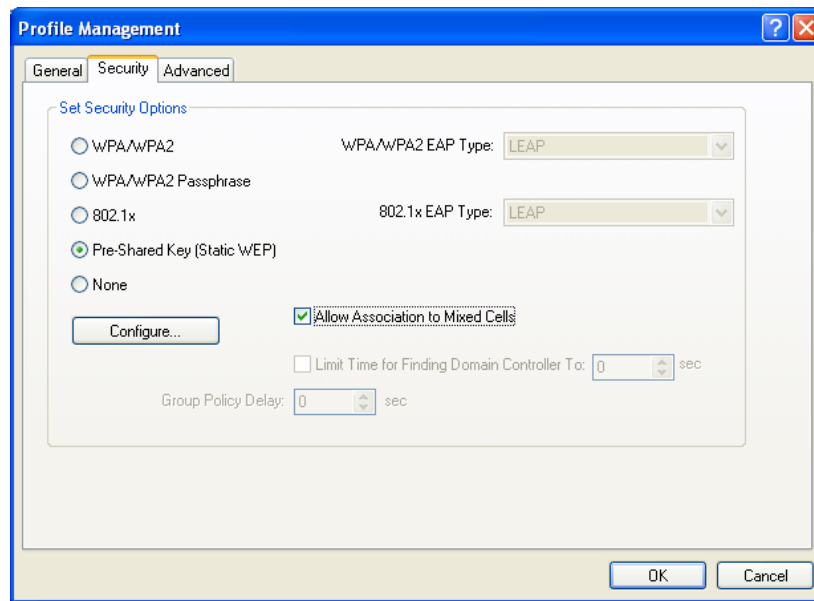 Profile Management
General Security Advanced
Set Security Options
WPA/WPA2 WPA/WPA2 EAP Type: LEAP
WPA/WPA2 Passphrase
802.1x 802.1x EAP Type: LEAP
Pre-Shared Key (Static WEP)
None
Allow Association to Mixed Cells
Configure...
Limit Time for Finding Domain Controller To: 0 sec
Group Policy Delay: 0 sec
OK Cancel